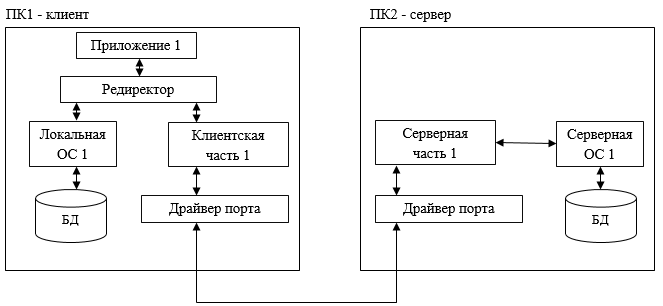 ПК1 - клиент
ПК2 - сервер
Приложение 1
Редиректор
Локальная
ОС 1
Клиентская
часть 1
Серверная
часть 1
Серверная
ОС 1
БД
Драйвер порта
Драйвер порта
БД